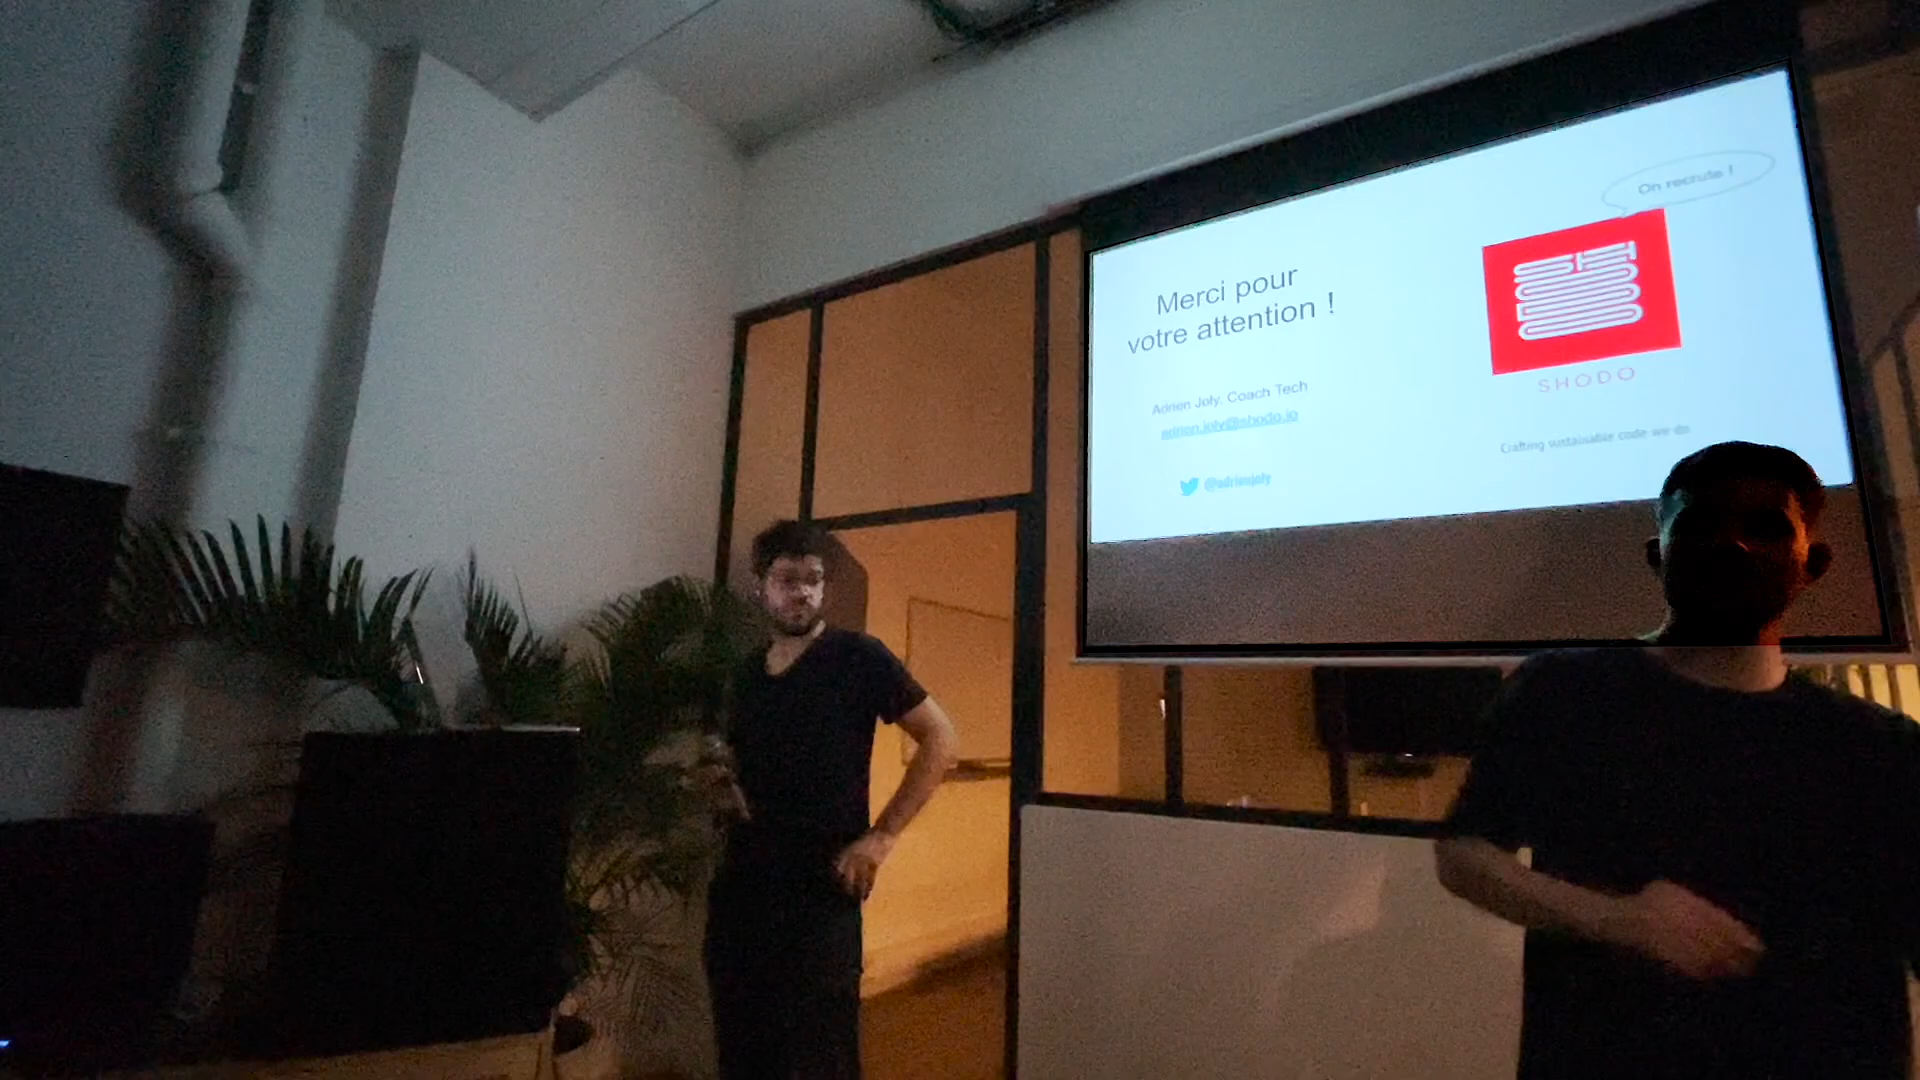 On recrute !
Merci pour
votre attention !
SHODO
Adrien Joly, Coach Tech
adrien.joly@shodo.io
Crafting sustainable code we do
@adrienjoly